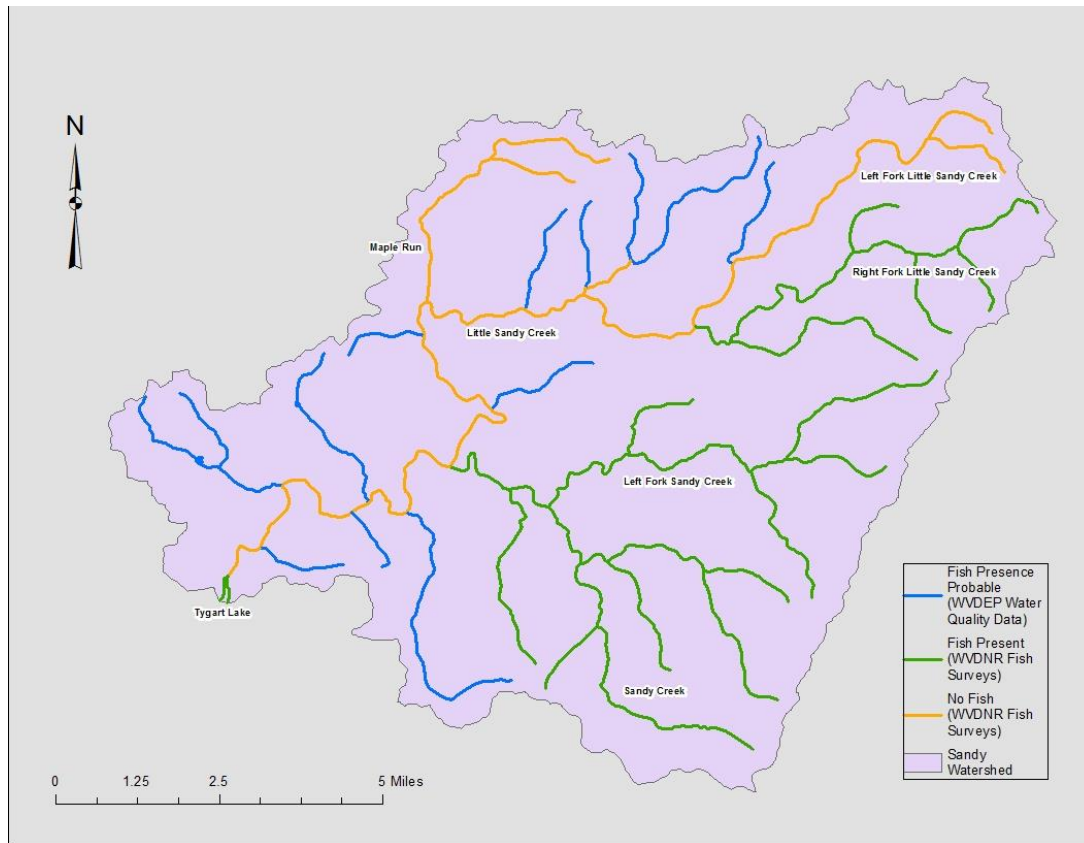 N
Left Fork Little Sandy Creek
Maple Run
Right Fork Little Sandy Creek
Little Sandy Creek
Left Fork Sandy Creek
Tygart Lake
Sandy Creek
Fish Presence
Probable
(WVDEP Water
Quality Data)
Fish Present
(WVDNR Fish
Surveys)
No Fish
(WVDNR Fish
Surveys)
Sandy
Watershed
0 1.25 2.5 5 Miles